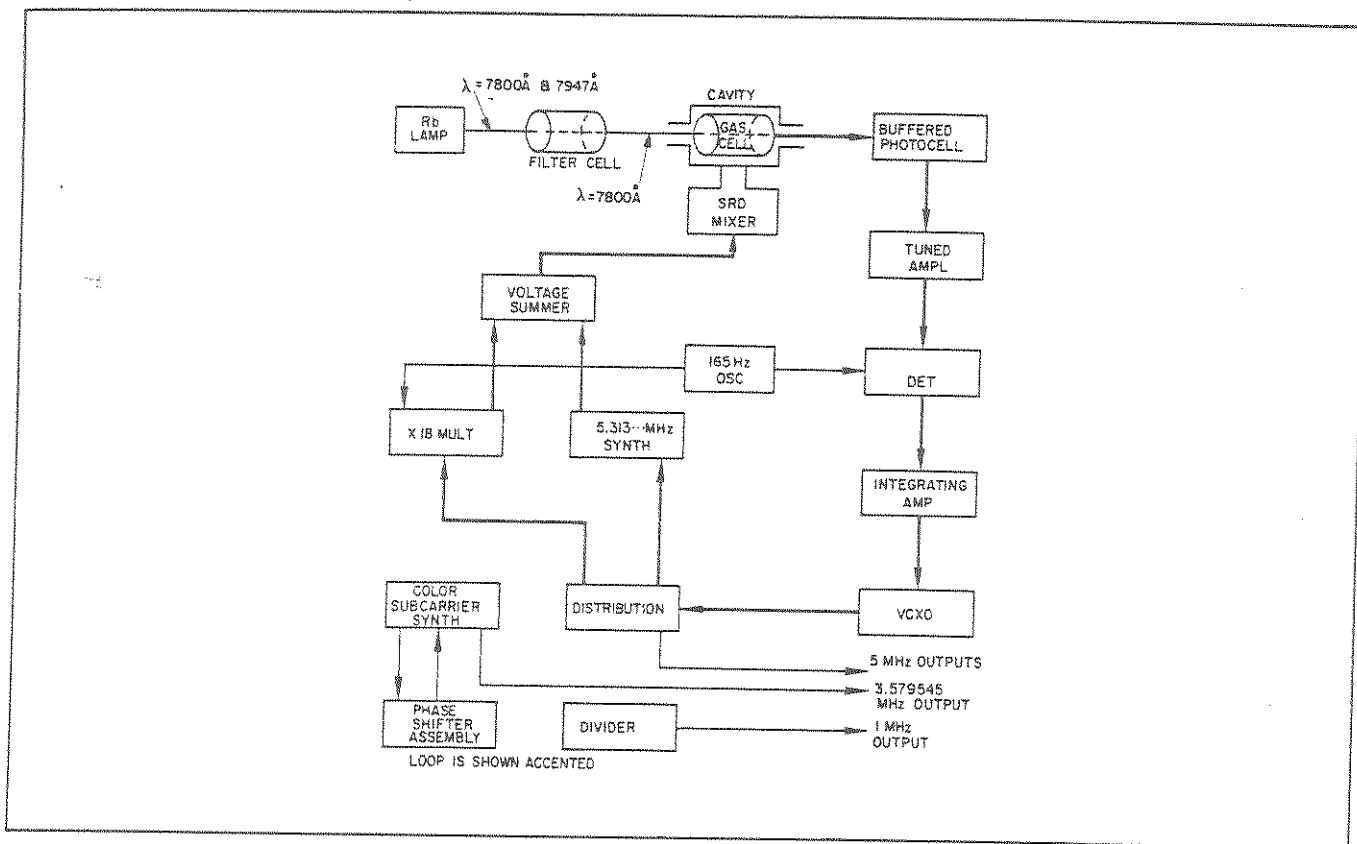 λ = 7800Å & 7947Å
Rb
LAMP
FILTER CELL
λ=7800Å
CAVITY
GAS
CELL
BUFFERED
PHOTOCELL
SRD
MIXER
TUNED
AMPL
VOLTAGE
SUMMER
165 Hz
OSC
DET
X 18 MULT
5.313···MHz
SYNTH
INTEGRATING
AMP
COLOR
SUBCARRIER
SYNTH
DISTRIBUTION
VCXO
5 MHz OUTPUTS
3.579545
MHz OUTPUT
PHASE
SHIFTER
ASSEMBLY
DIVIDER
1 MHz
OUTPUT
LOOP IS SHOWN ACCENTED